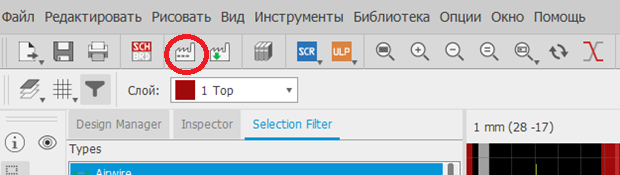 Файл Редактировать Рисовать Вид Инструменты Библиотека Опции Окно Помощь
SCH SCR ULP
Слой: 1 Top
Design Manager Inspector Selection Filter 1 mm (28 -17)
Types
Airwire